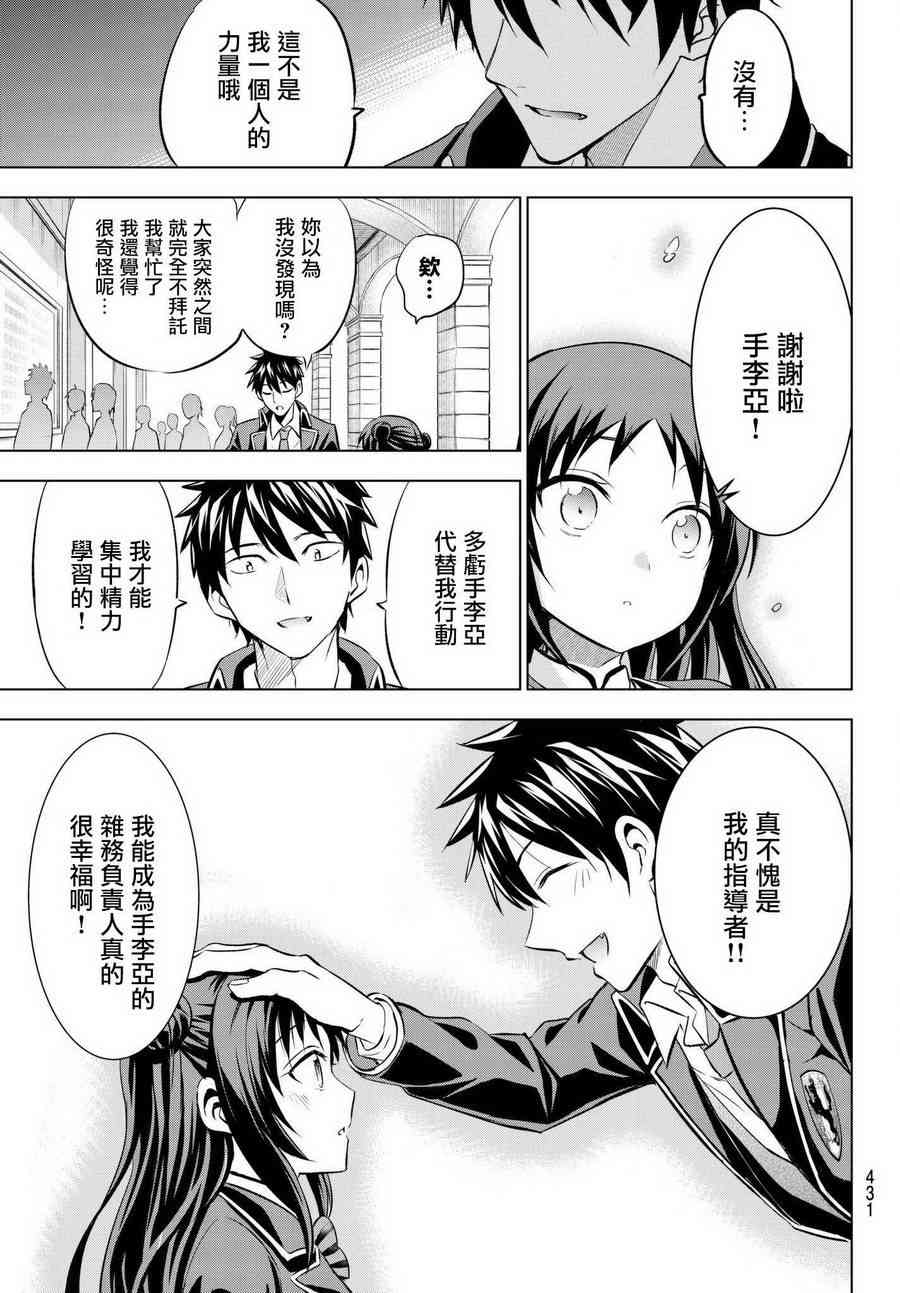 沒有…
這不是
我一個人的
力量哦
謝謝啦
手李亞！
欸…
妳以為
我沒發現嗎？
大家突然之間
就完全不拜託
我幫忙了
我還覺得
很奇怪呢…
多虧手李亞
代替我行動
我才能
集中精力
學習的！
真不愧是
我的指導者!!
我能成為手李亞的
雜務負責人真的
很幸福啊！
431